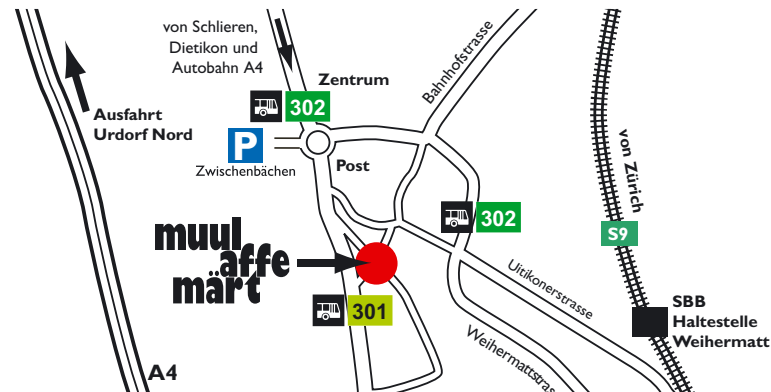 von Schlieren,
Dietikon und
Autobahn A4
Bahnhofstrasse
Zentrum
302
Ausfahrt
Urdorf Nord
P
Zwischenbächen
Post
von Zürich
302
S9
muul
affe
märt
301
Uitikonerstrasse
SBB
Haltestelle
Weihermatt
Weihermattstras
A4